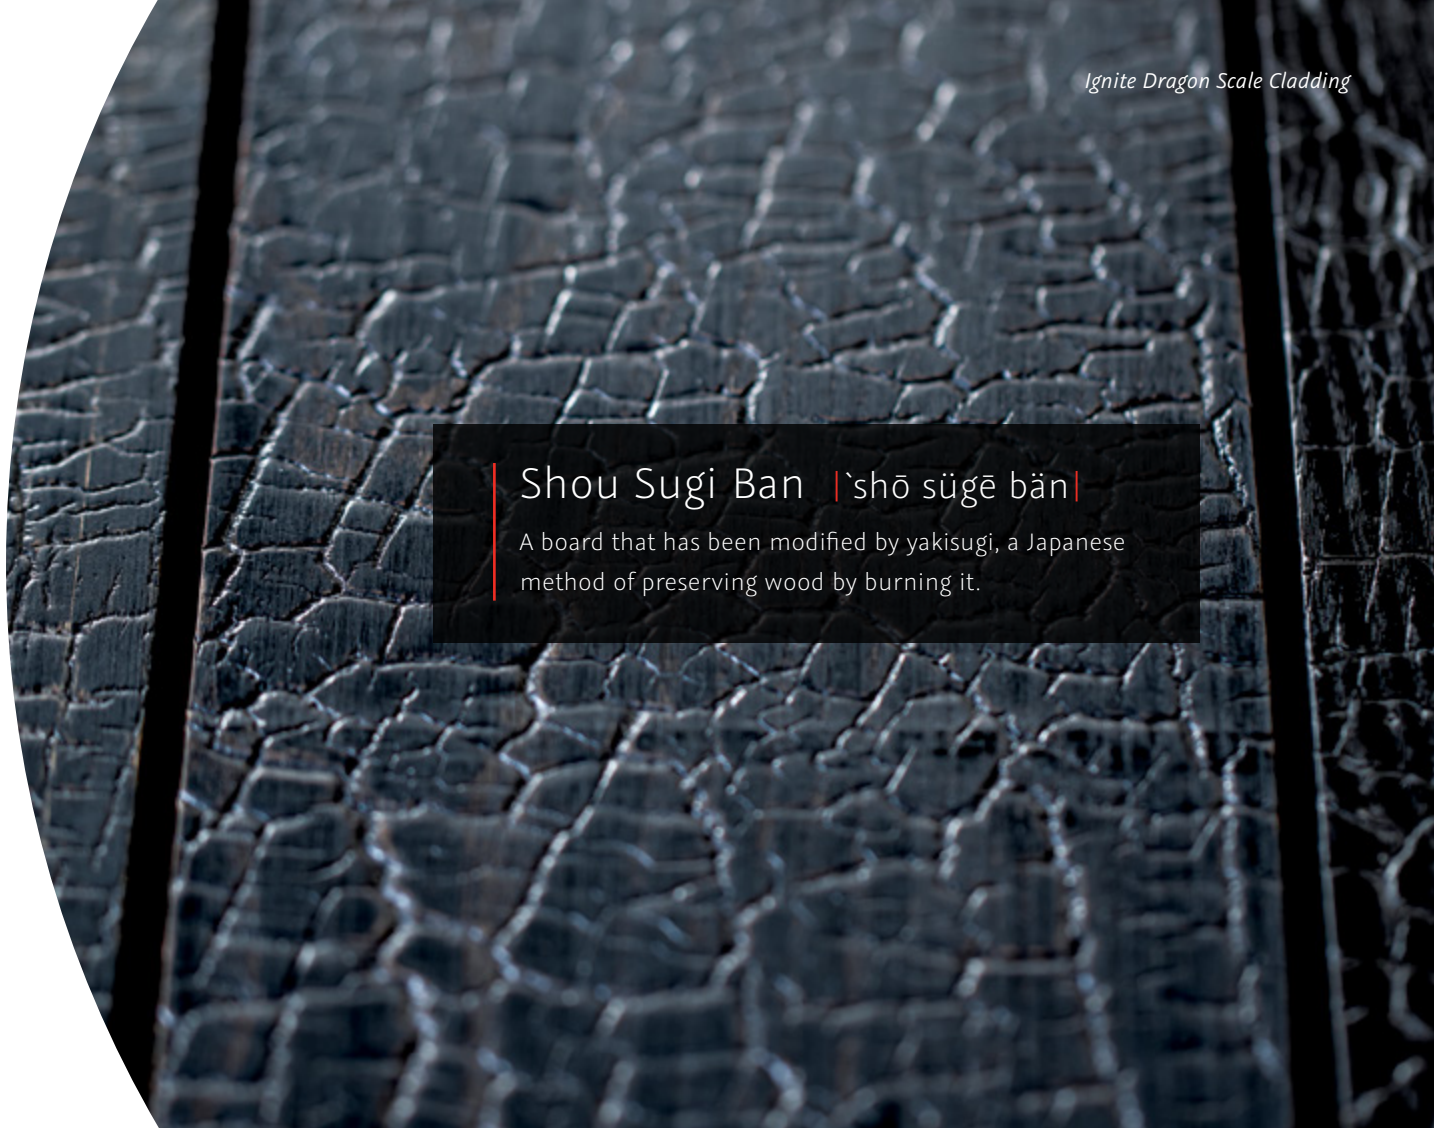 Ignite Dragon Scale Cladding
Shou Sugi Ban |`shō sügē bän|
A board that has been modified by yakisugi, a Japanese
method of preserving wood by burning it.